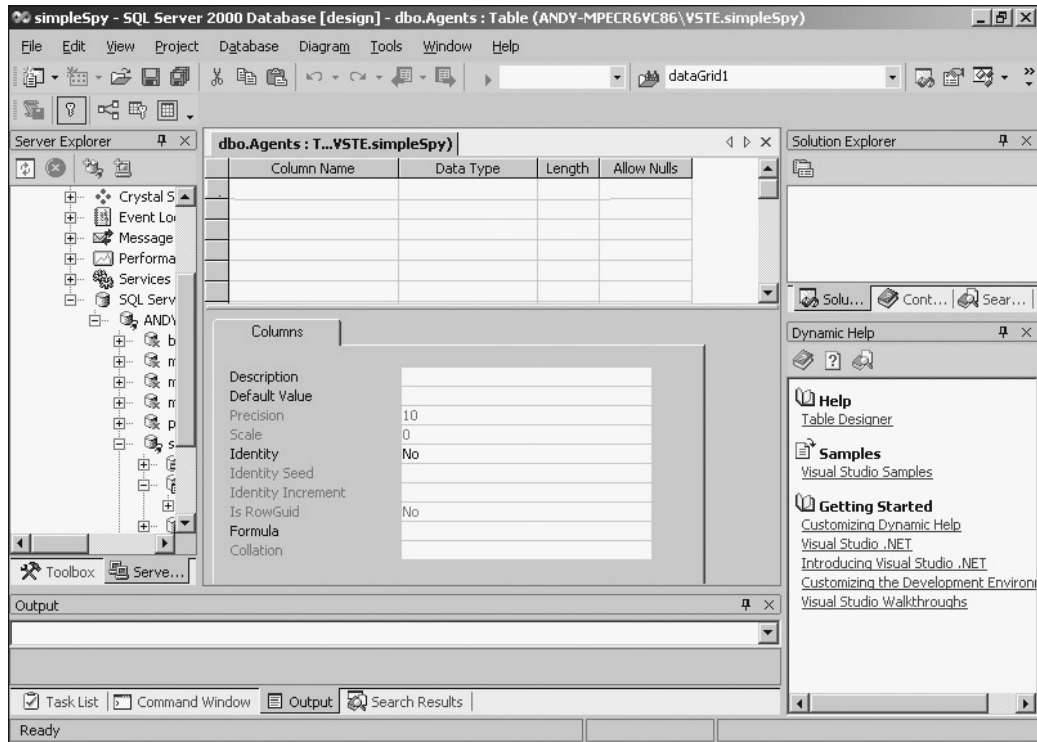 simpleSpy - SQL Server 2000 Database [design] - dbo.Agents : Table (ANDY-MPECR6VC86\VSTE.simpleSpy)
File Edit View Project Database Diagram Tools Window Help
dataGrid1
Server Explorer
Crystal S
Event Lo
Message
Performa
Services
SQL Serv
ANDY
b
m
m
m
p
s
Toolbox Serve...
dbo.Agents : T...VSTE.simpleSpy)
Column Name Data Type Length Allow Nulls
Columns
Description
Default Value
Precision 10
Scale 0
Identity No
Identity Seed
Identity Increment
Is RowGuid No
Formula
Collation
Solution Explorer
Solu... Cont... Sear...
Dynamic Help
Help
Table Designer
Samples
Visual Studio Samples
Getting Started
Customizing Dynamic Help
Visual Studio .NET
Introducing Visual Studio .NET
Customizing the Development Environ
Visual Studio Walkthroughs
Output
Task List Command Window Output Search Results
Ready